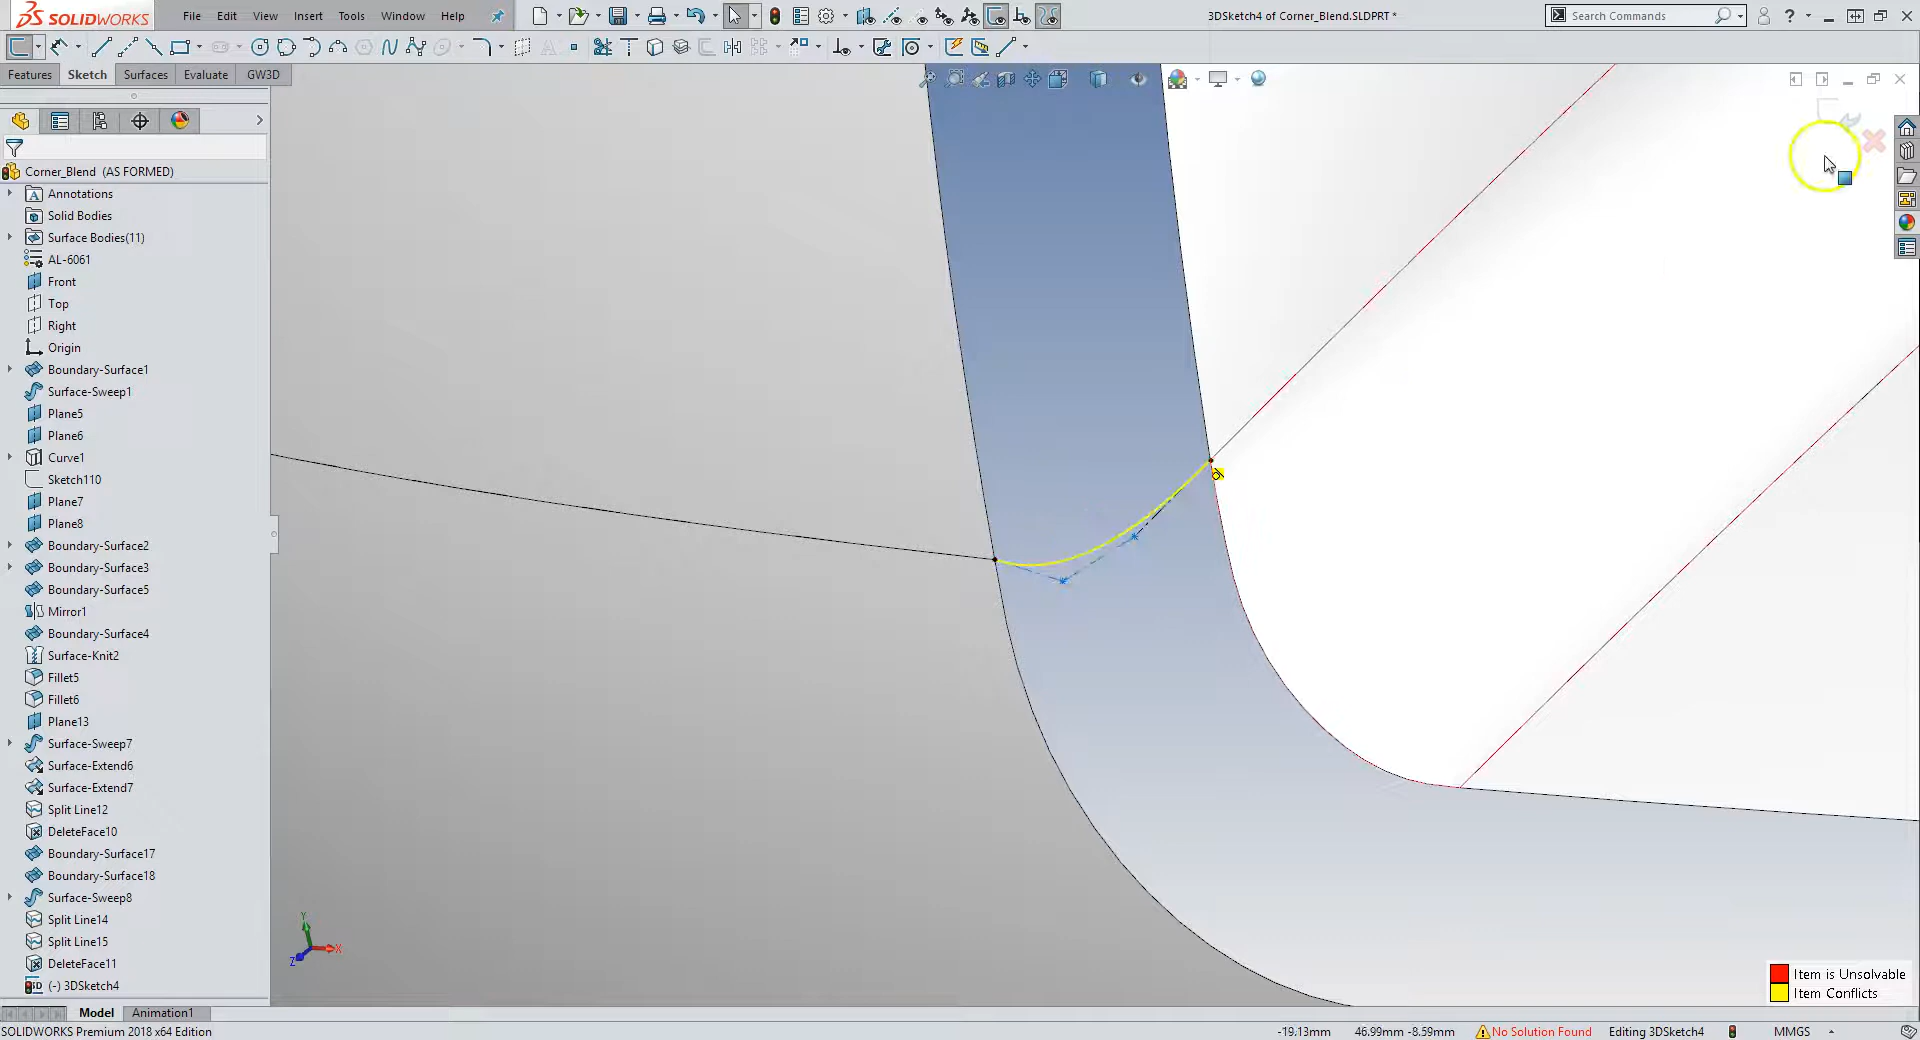 SOLIDWORKS
File Edit View Insert Tools Window Help
3DSketch4 of Corner_Blend.SLDPRT *
Search Commands
Features Sketch Surfaces Evaluate GW3D
Corner_Blend (AS FORMED)
Annotations
Solid Bodies
Surface Bodies(11)
AL-6061
Front
Top
Right
Origin
Boundary-Surface1
Surface-Sweep1
Plane5
Plane6
Curve1
Sketch110
Plane7
Plane8
Boundary-Surface2
Boundary-Surface3
Boundary-Surface5
Mirror1
Boundary-Surface4
Surface-Knit2
Fillet5
Fillet6
Plane13
Surface-Sweep7
Surface-Extend6
Surface-Extend7
Split Line12
DeleteFace10
Boundary-Surface17
Boundary-Surface18
Surface-Sweep8
Split Line14
Split Line15
DeleteFace11
3D (-) 3DSketch4
Y
X
Z
Item is Unsolvable
Item Conflicts
Model Animation1
SOLIDWORKS Premium 2018 x64 Edition
-19.13mm 46.99mm -8.59mm No Solution Found Editing 3DSketch4 MMGS